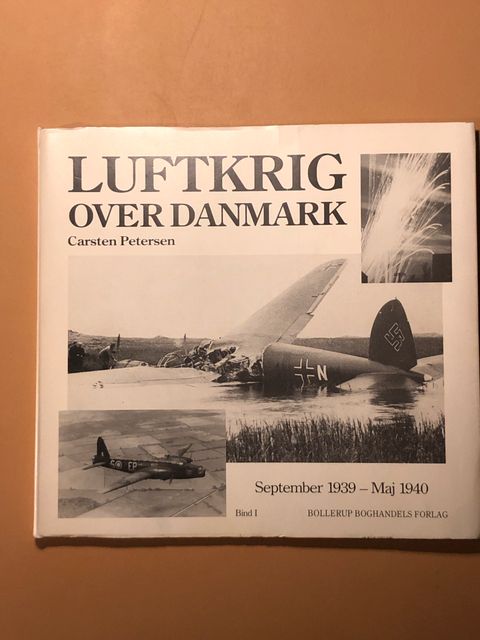 LUFTKRIG
OVER DANMARK
Carsten Petersen
N
September 1939 – Maj 1940
Bind I
BOLLERUP BOGHANDELS FORLAG